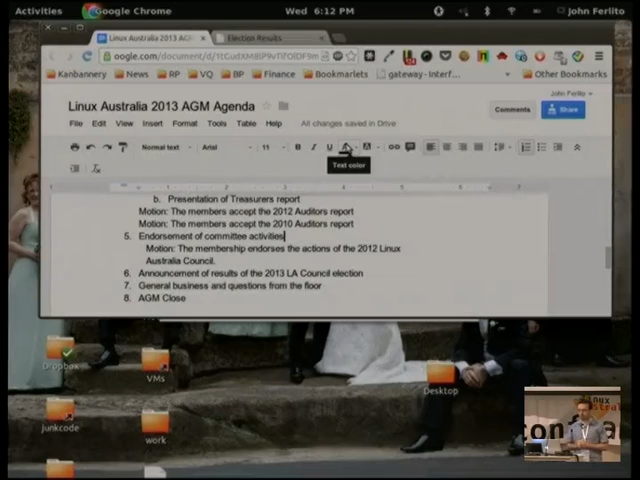 Activities
Google Chrome
Wed 6:12 PM
John Ferlito
Linux Australia 2013 AGM
Election Results
Kanbannery
News
RP
VQ
BP
Finance
Bookmarklets
gateway - Interf...
Other Bookmarks
John Ferlito
Linux Australia 2013 AGM Agenda
Comments
Share
File Edit View Insert Format Tools Table Help All changes saved in Drive
Normal text Arial 11 B I U A A
Text color
b. Presentation of Treasurers report
Motion: The members accept the 2012 Auditors report
Motion: The members accept the 2010 Auditors report
5. Endorsement of committee activities
Motion: The membership endorses the actions of the 2012 Linux
Australia Council.
6. Announcement of results of the 2013 LA Council election
7. General business and questions from the floor
8. AGM Close
Dropbox
VMs
Desktop
junkcode
work